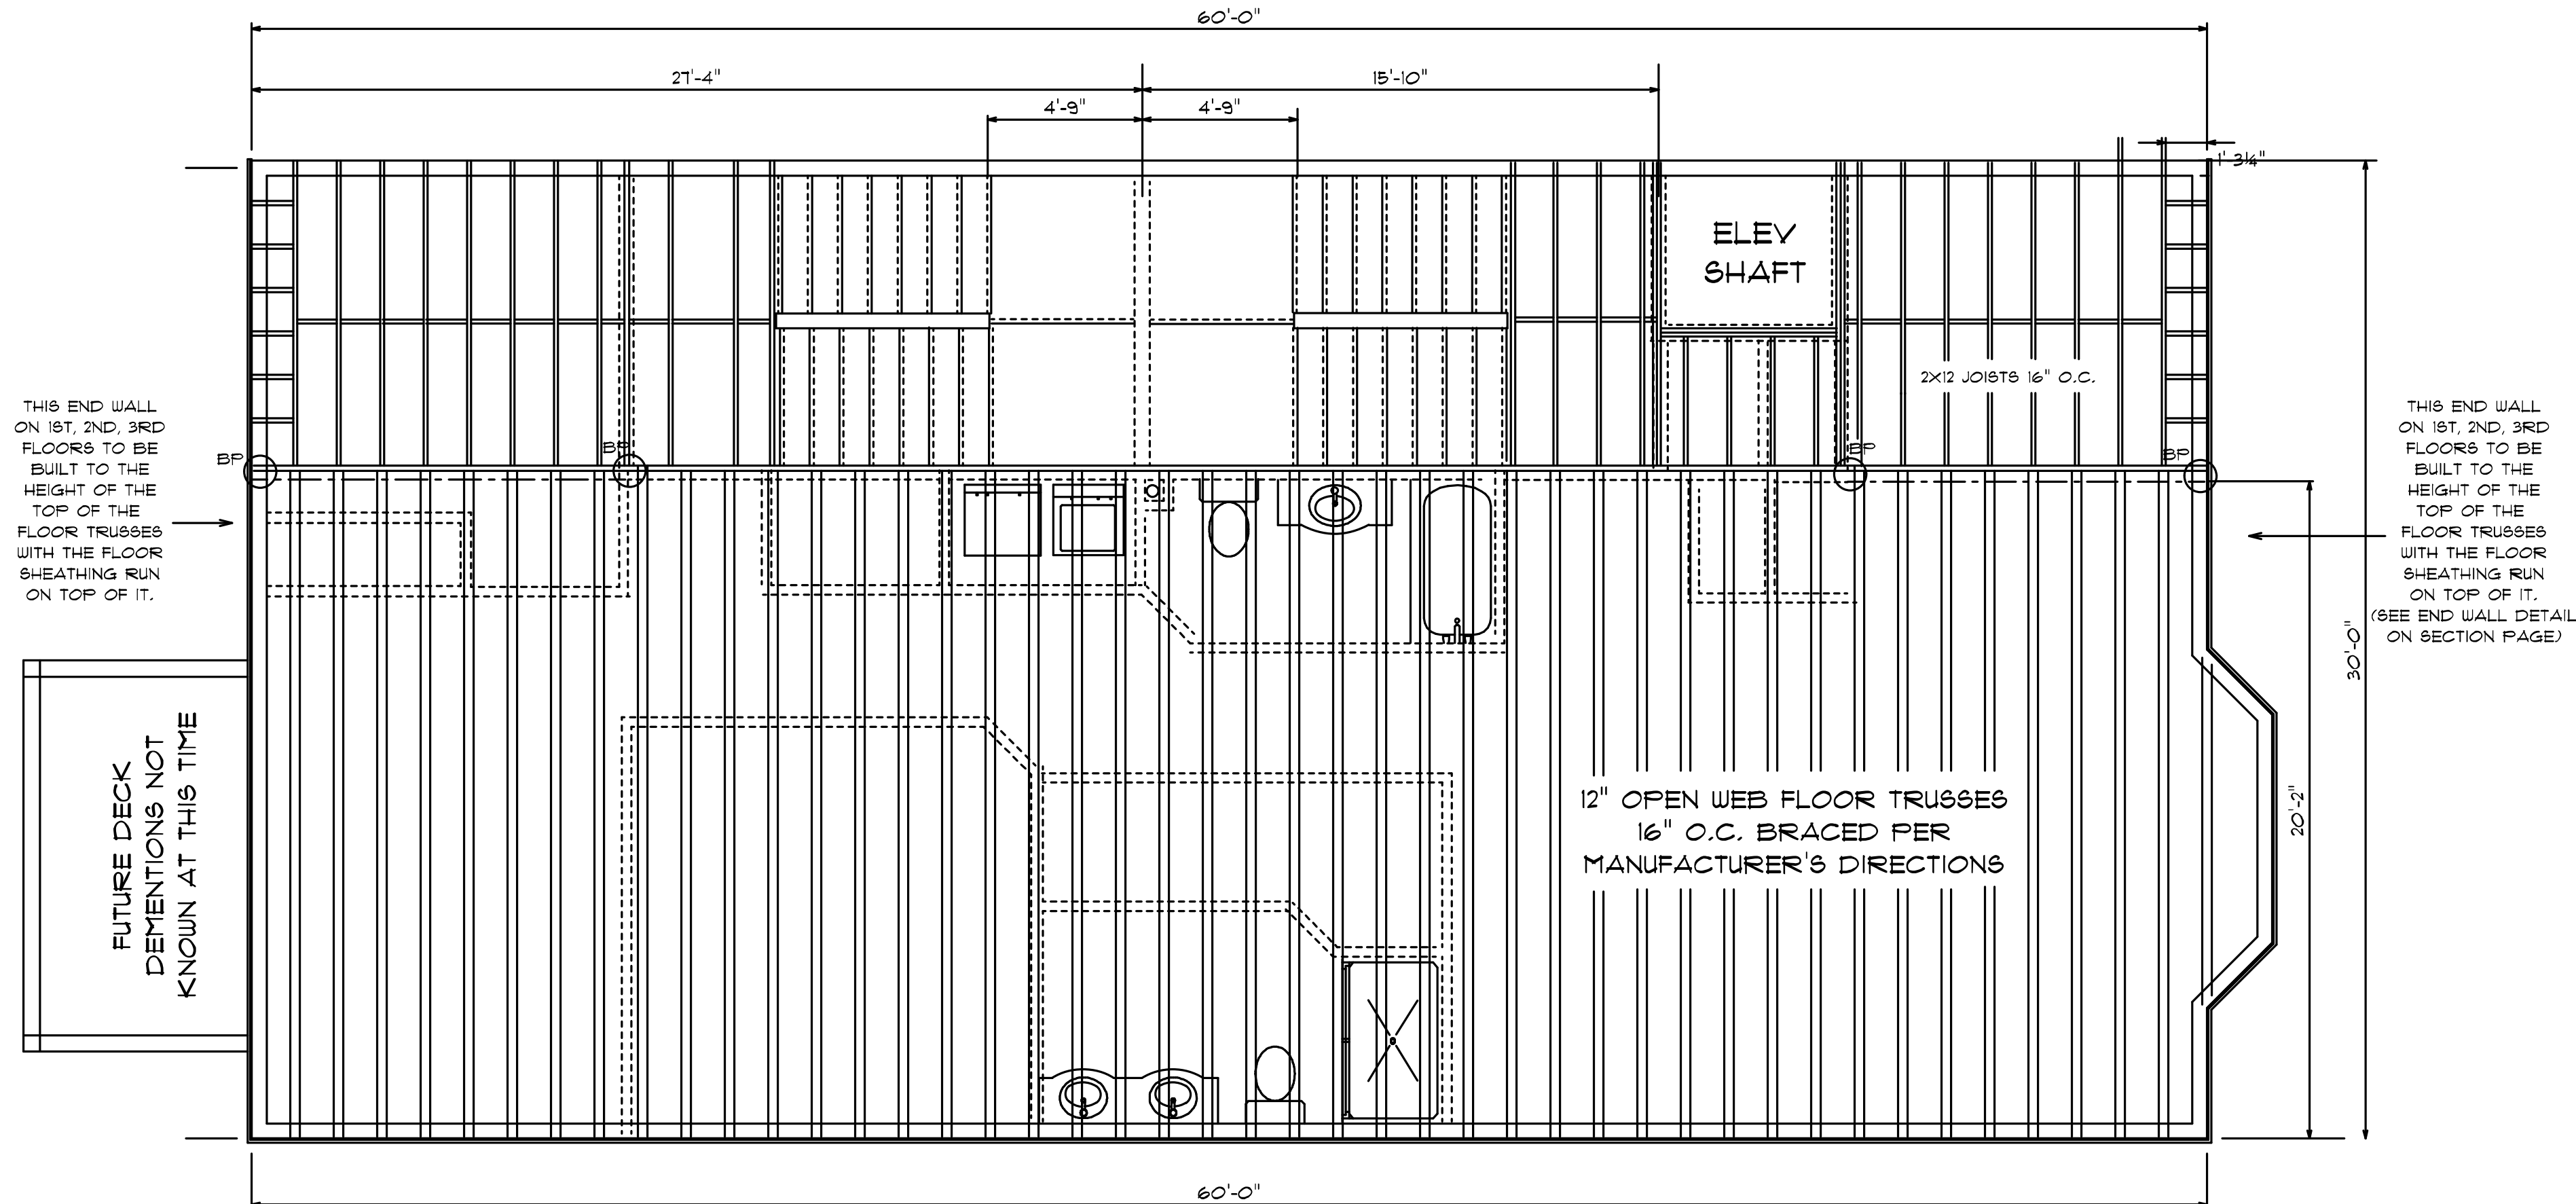 60'-0"
27'-4"
15'-10"
4'-9"
4'-9"
1'-3¼"
ELEV
SHAFT
2X12 JOISTS 16" O.C.
THIS END WALL
ON 1ST, 2ND, 3RD
FLOORS TO BE
BUILT TO THE
HEIGHT OF THE
TOP OF THE
FLOOR TRUSSES
WITH THE FLOOR
SHEATHING RUN
ON TOP OF IT.
BP
BP
BP
BP
THIS END WALL
ON 1ST, 2ND, 3RD
FLOORS TO BE
BUILT TO THE
HEIGHT OF THE
TOP OF THE
FLOOR TRUSSES
WITH THE FLOOR
SHEATHING RUN
ON TOP OF IT.
(SEE END WALL DETAIL
ON SECTION PAGE)
30'-0"
20'-2"
FUTURE DECK
DEMENTIONS NOT
KNOWN AT THIS TIME
12" OPEN WEB FLOOR TRUSSES
16" O.C. BRACED PER
MANUFACTURER'S DIRECTIONS
60'-0"